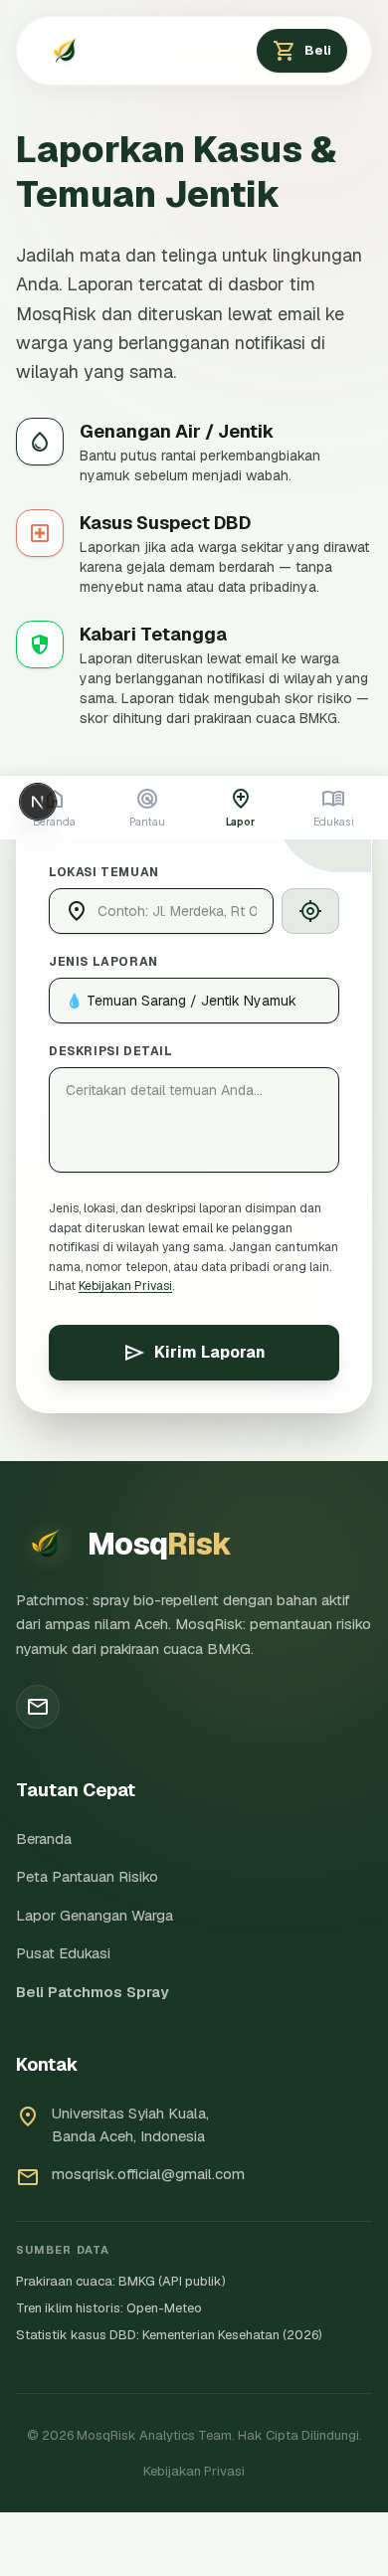 Beli
Laporkan Kasus &
Temuan Jentik
Jadilah mata dan telinga untuk lingkungan
Anda. Laporan tercatat di dasbor tim
MosqRisk dan diteruskan lewat email ke
warga yang berlangganan notifikasi di
wilayah yang sama.
Genangan Air / Jentik
Bantu putus rantai perkembangbiakan
nyamuk sebelum menjadi wabah.
Kasus Suspect DBD
Laporkan jika ada warga sekitar yang dirawat
karena gejala demam berdarah — tanpa
menyebut nama atau data pribadinya.
Kabari Tetangga
Laporan diteruskan lewat email ke warga
yang berlangganan notifikasi di wilayah yang
sama. Laporan tidak mengubah skor risiko —
skor dihitung dari prakiraan cuaca BMKG.
N
Beranda
Pantau
Lapor
Edukasi
LOKASI TEMUAN
Contoh: Jl. Merdeka, Rt 0
JENIS LAPORAN
💧 Temuan Sarang / Jentik Nyamuk
DESKRIPSI DETAIL
Ceritakan detail temuan Anda...
Jenis, lokasi, dan deskripsi laporan disimpan dan
dapat diteruskan lewat email ke pelanggan
notifikasi di wilayah yang sama. Jangan cantumkan
nama, nomor telepon, atau data pribadi orang lain.
Lihat Kebijakan Privasi.
Kirim Laporan
MosqRisk
Patchmos: spray bio-repellent dengan bahan aktif
dari ampas nilam Aceh. MosqRisk: pemantauan risiko
nyamuk dari prakiraan cuaca BMKG.
Tautan Cepat
Beranda
Peta Pantauan Risiko
Lapor Genangan Warga
Pusat Edukasi
Beli Patchmos Spray
Kontak
Universitas Syiah Kuala,
Banda Aceh, Indonesia
mosqrisk.official@gmail.com
SUMBER DATA
Prakiraan cuaca: BMKG (API publik)
Tren iklim historis: Open-Meteo
Statistik kasus DBD: Kementerian Kesehatan (2026)
© 2026 MosqRisk Analytics Team. Hak Cipta Dilindungi.
Kebijakan Privasi